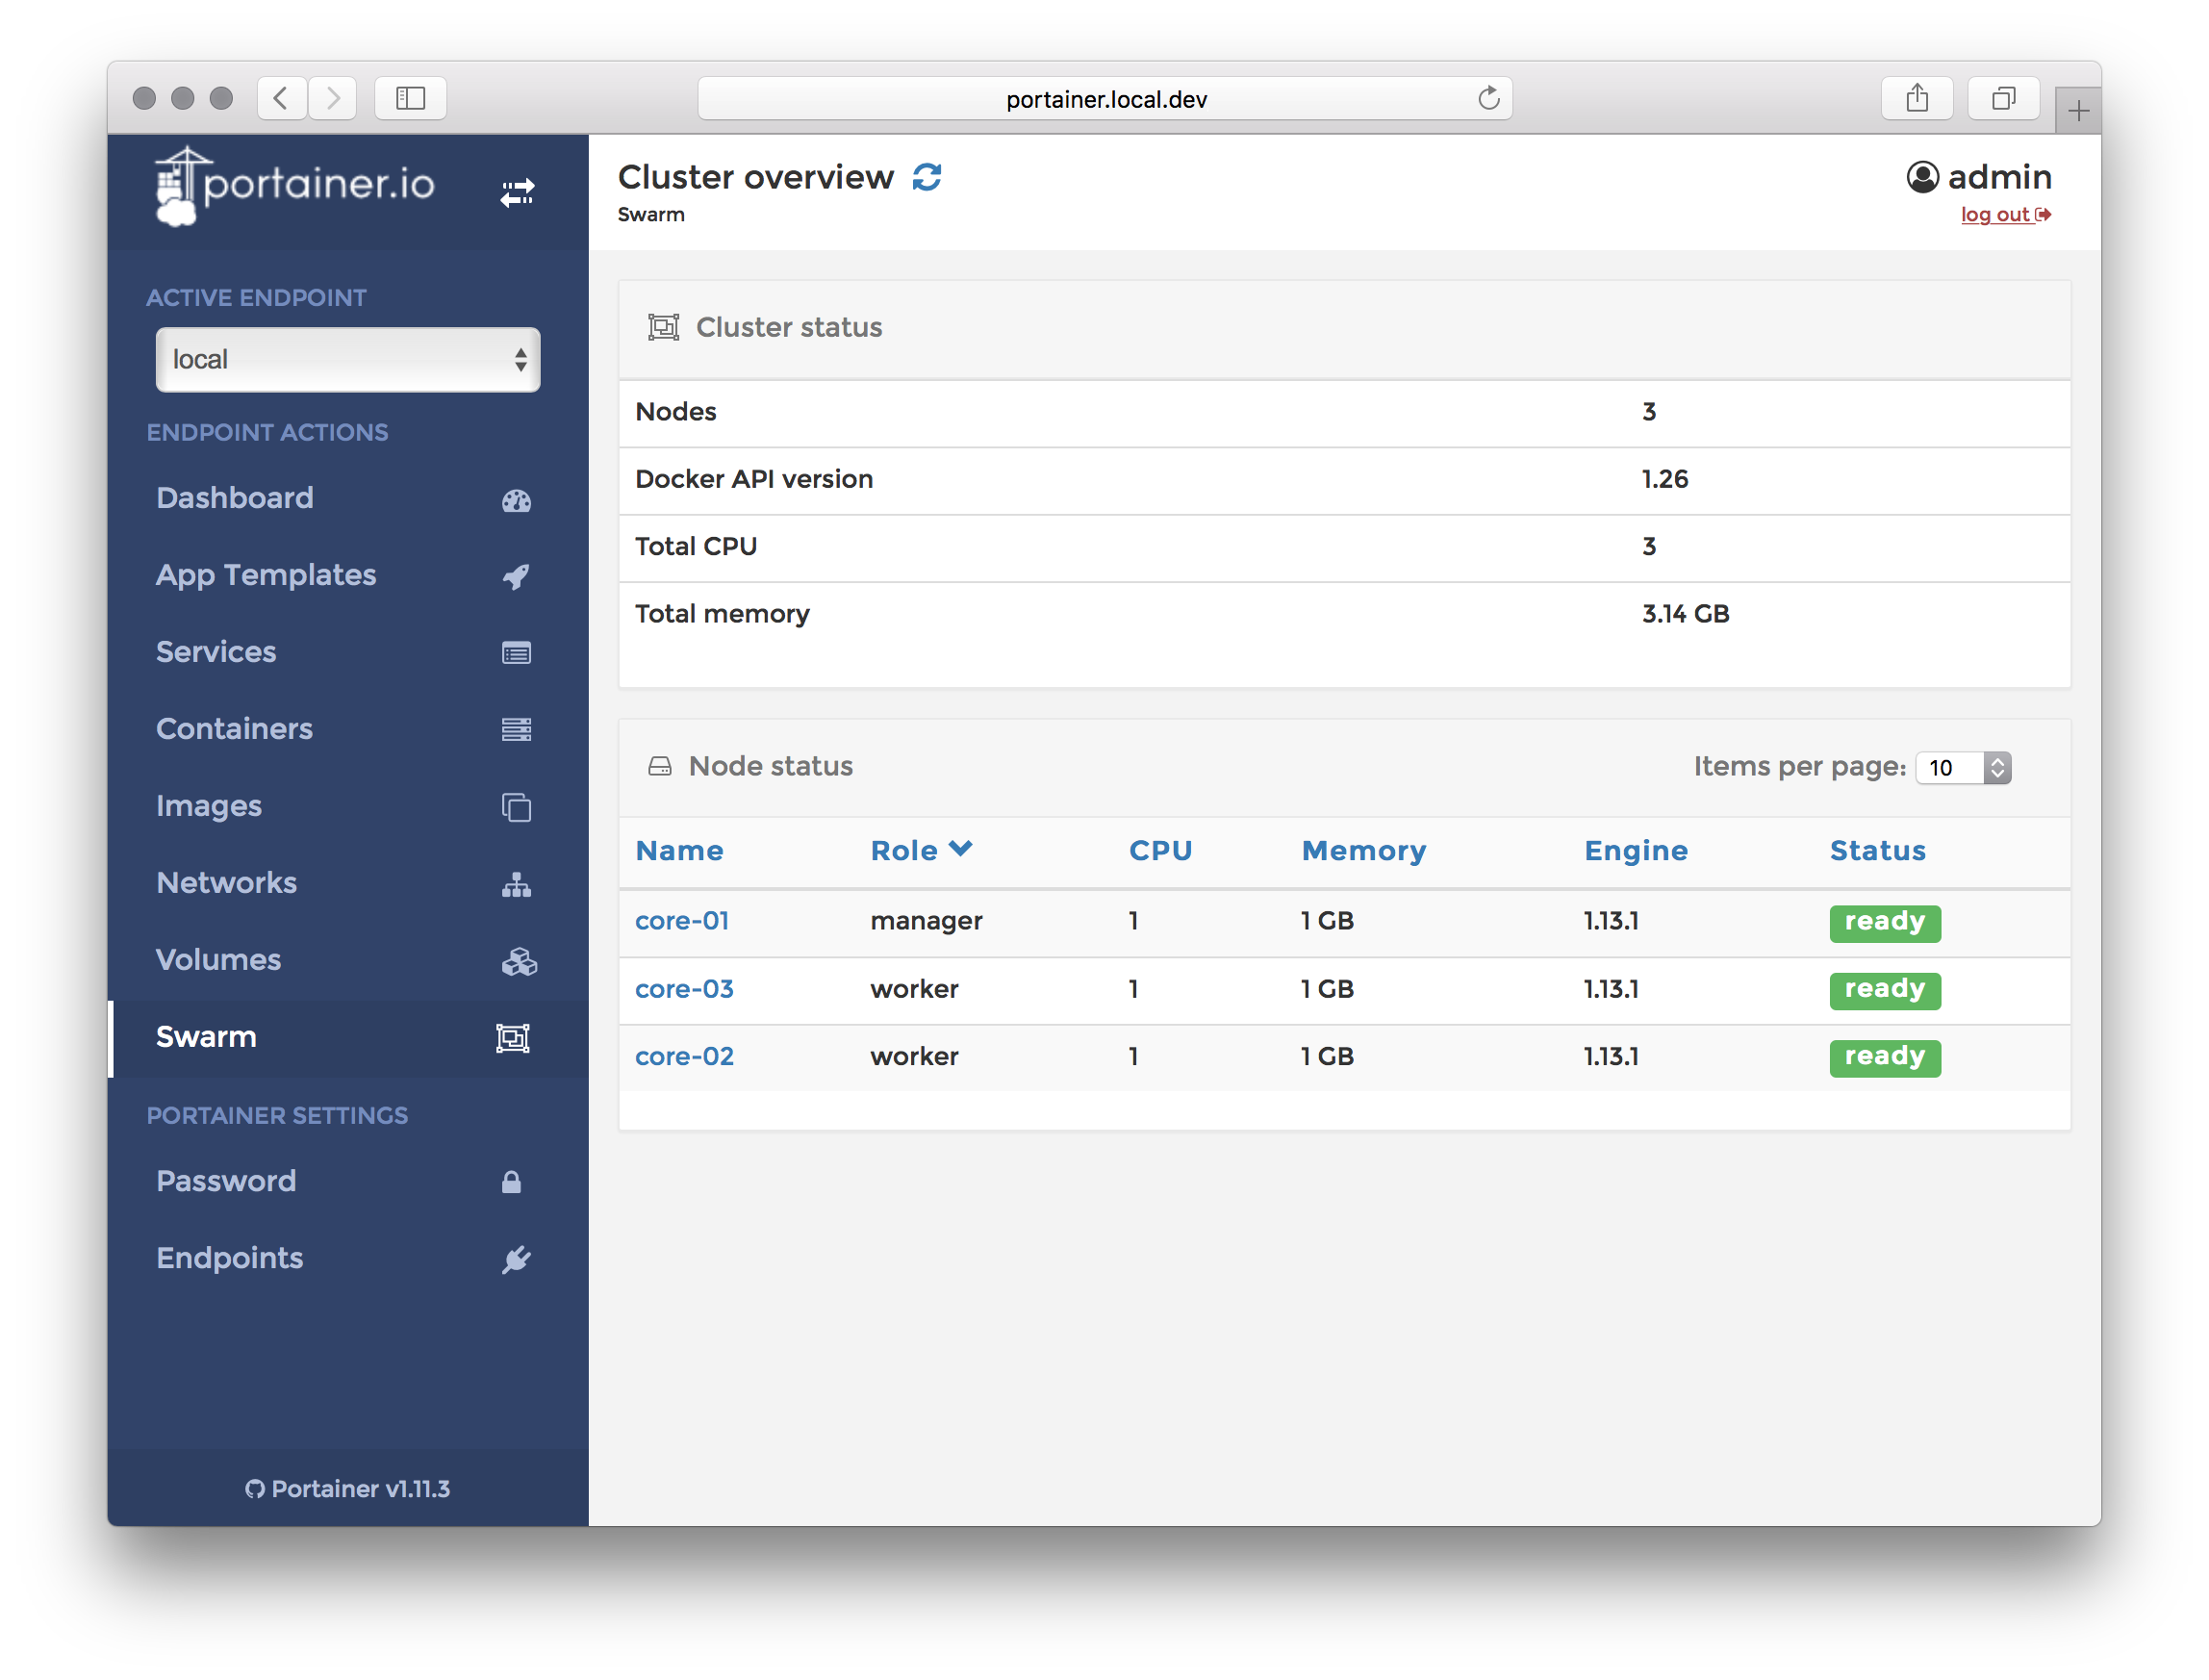 portainer.local.dev
portainer.io
ACTIVE ENDPOINT
local
ENDPOINT ACTIONS
Dashboard
App Templates
Services
Containers
Images
Networks
Volumes
Swarm
PORTAINER SETTINGS
Password
Endpoints
Portainer v1.11.3
Cluster overview
Swarm
admin
log out
Cluster status
Nodes 3
Docker API version 1.26
Total CPU 3
Total memory 3.14 GB
Node status Items per page: 10
Name Role CPU Memory Engine Status
core-01 manager 1 1 GB 1.13.1 ready
core-03 worker 1 1 GB 1.13.1 ready
core-02 worker 1 1 GB 1.13.1 ready